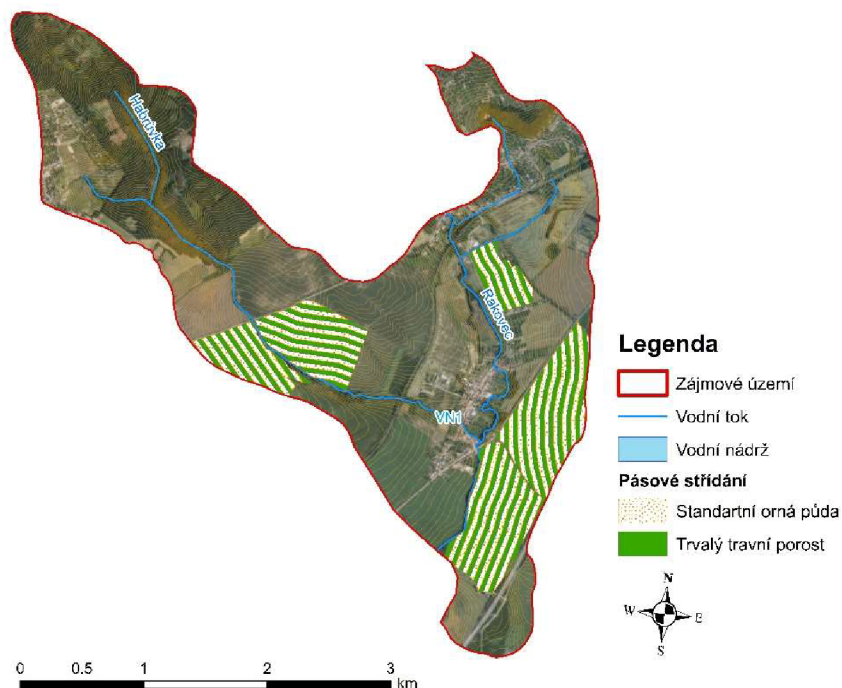 Habrůvka
Rakovec
VN1
Legenda
Zájmové území
Vodní tok
Vodní nádrž
Pásové střídání
Standartní orná půda
Trvalý travní porost
N
W E
S
0 0.5 1 2 3
km